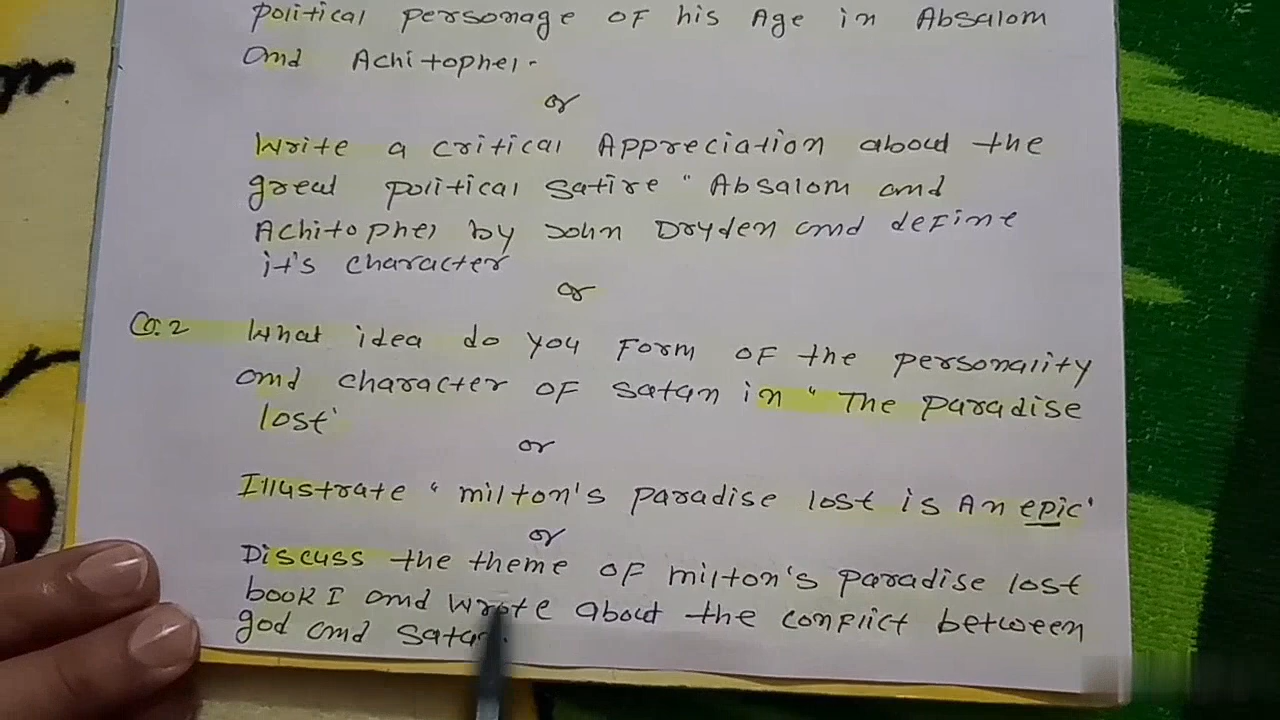 political personage of his Age in Absalom
and Achitophel.
or
Write a critical Appreciation about the
great political satire " Absalom and
Achitophel by John Dryden and define
it's character
or
Q.2 What idea do you form of the personality
and character of satan in " The paradise
lost'
or
Illustrate " milton's paradise lost is An epic'
or
Discuss the theme of milton's paradise lost
book I and wrote about the conflict between
god and satan.